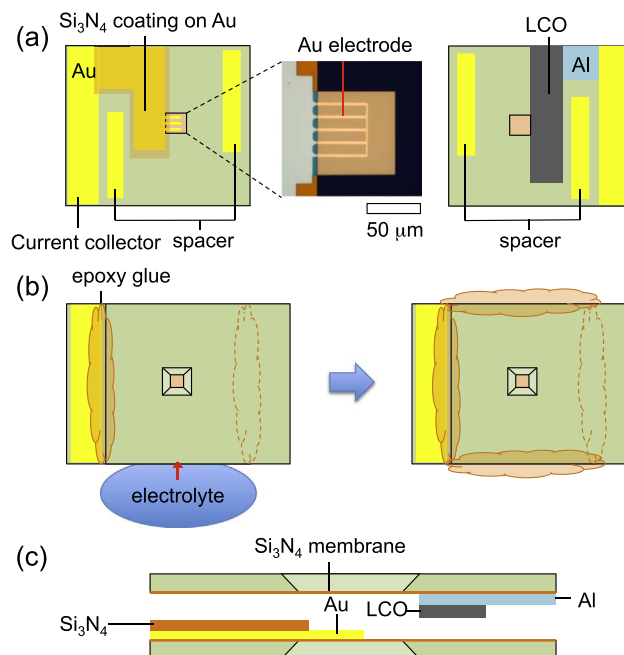 (a)
Si₃N₄ coating on Au
Au electrode
LCO
Au
Al
50 μm
Current collector
spacer
spacer
(b)
epoxy glue
electrolyte
(c)
Si₃N₄ membrane
Au
LCO
Al
Si₃N₄